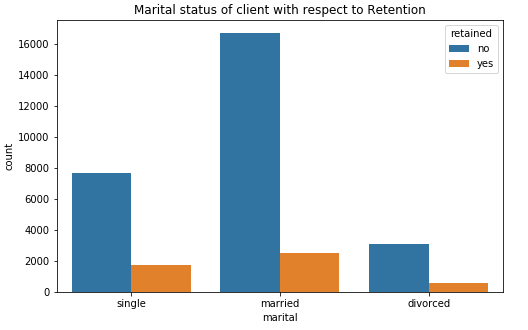 Marital status of client with respect to Retention
retained
no
yes
16000
14000
12000
10000
8000
6000
4000
2000
0
count
single married divorced
marital